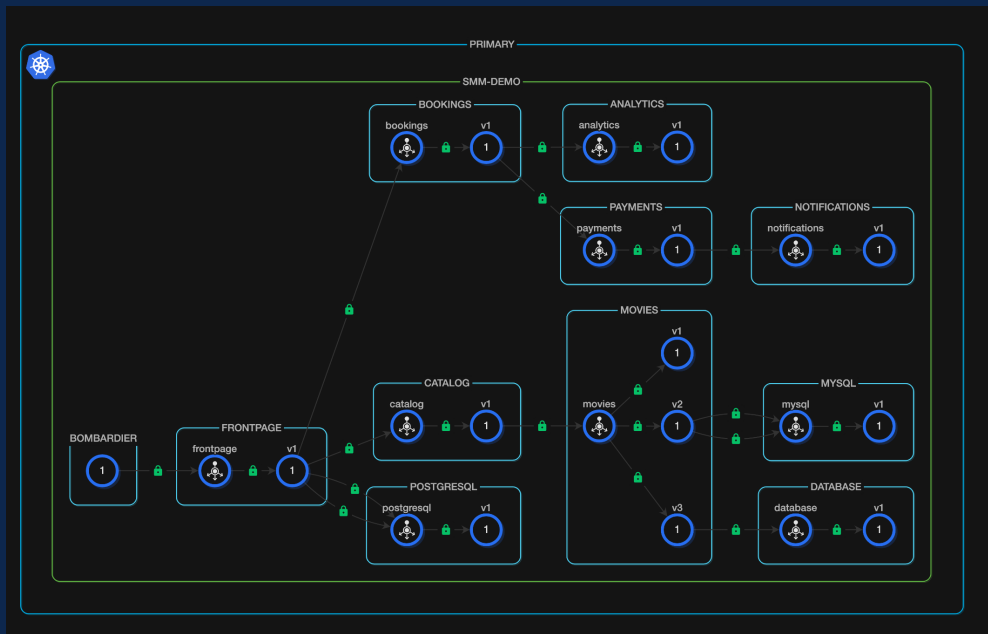 PRIMARY
SMM-DEMO
BOOKINGS
bookings
v1
1
ANALYTICS
analytics
v1
1
PAYMENTS
payments
v1
1
NOTIFICATIONS
notifications
v1
1
MOVIES
movies
v1
1
v2
1
v3
1
CATALOG
catalog
v1
1
MYSQL
mysql
v1
1
BOMBARDIER
1
FRONTPAGE
frontpage
v1
1
POSTGRESQL
postgresql
v1
1
DATABASE
database
v1
1